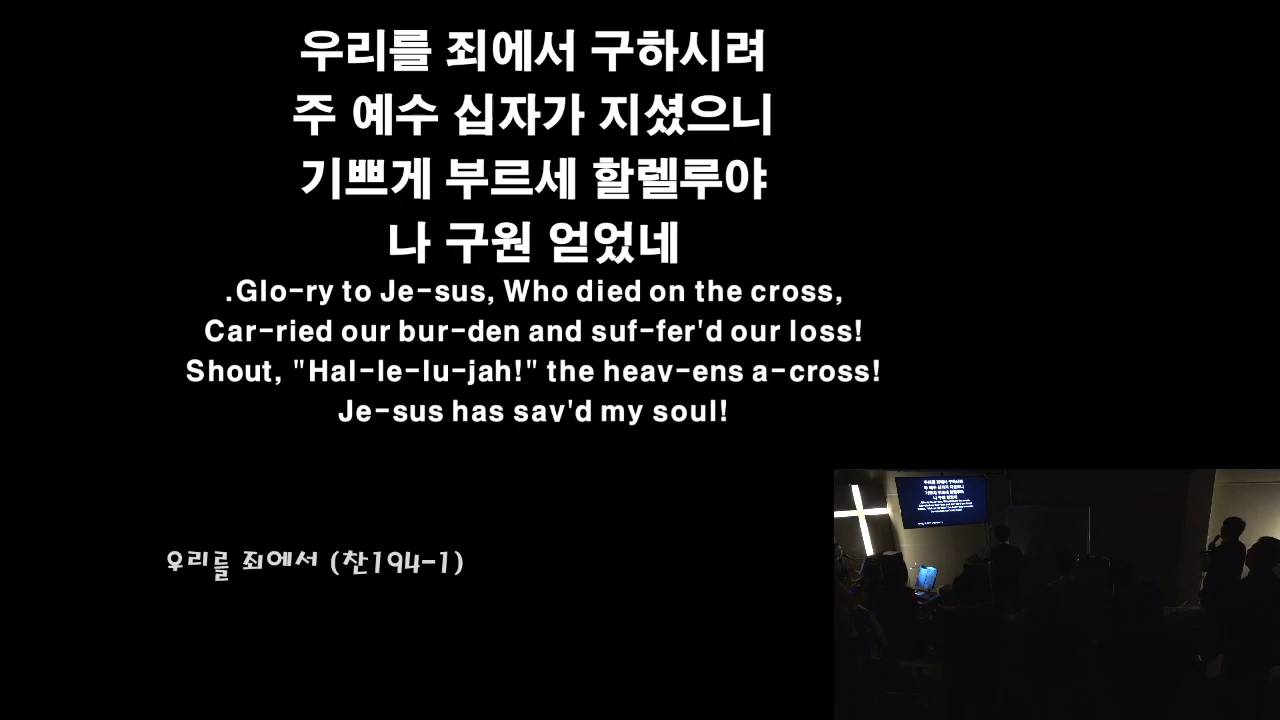 우리를 죄에서 구하시려
주 예수 십자가 지셨으니
기쁘게 부르세 할렐루야
나 구원 얻었네
.Glo-ry to Je-sus, Who died on the cross,
Car-ried our bur-den and suf-fer'd our loss!
Shout, "Hal-le-lu-jah!" the heav-ens a-cross!
Je-sus has sav'd my soul!
우리를 죄에서 (찬194-1)